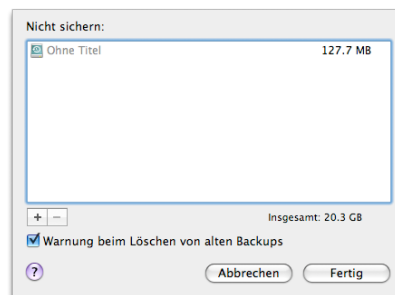 Nicht sichern:
Ohne Titel 127.7 MB
+ −
Insgesamt: 20.3 GB
Warnung beim Löschen von alten Backups
? Abbrechen Fertig